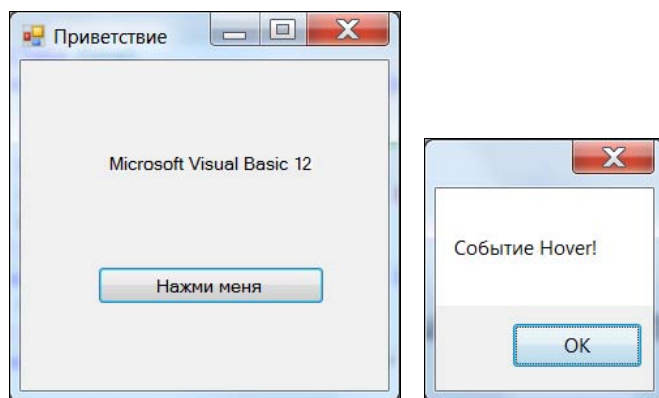 Приветствие
Microsoft Visual Basic 12
Нажми меня
Событие Hover!
OK